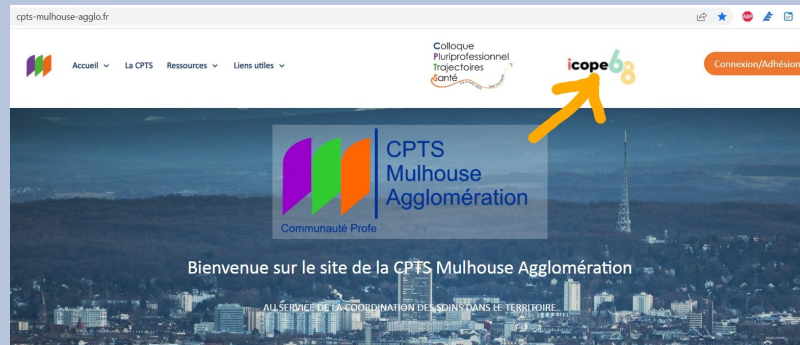 cpts-mulhouse-agglo.fr
ABP
Accueil
La CPTS
Ressources
Liens utiles
Colloque
Pluriprofessionnel
Trajectoires
Santé
icope68
Connexion/Adhésion
CPTS
Mulhouse
Agglomération
Communauté Profe
Bienvenue sur le site de la CPTS Mulhouse Agglomération
AU SERVICE DE LA COORDINATION DES SOINS DANS LE TERRITOIRE